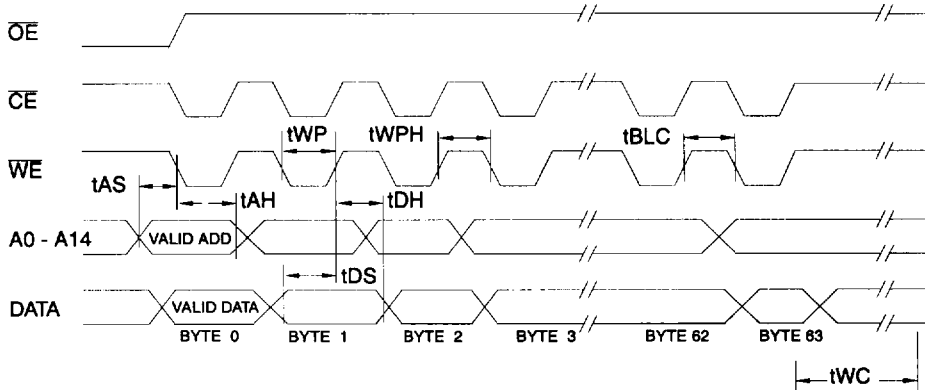 OE
CE
tWP tWPH tBLC
WE
tAS
tAH tDH
A0 - A14 VALID ADD
tDS
DATA VALID DATA
BYTE 0 BYTE 1 BYTE 2 BYTE 3 BYTE 62 BYTE 63
tWC